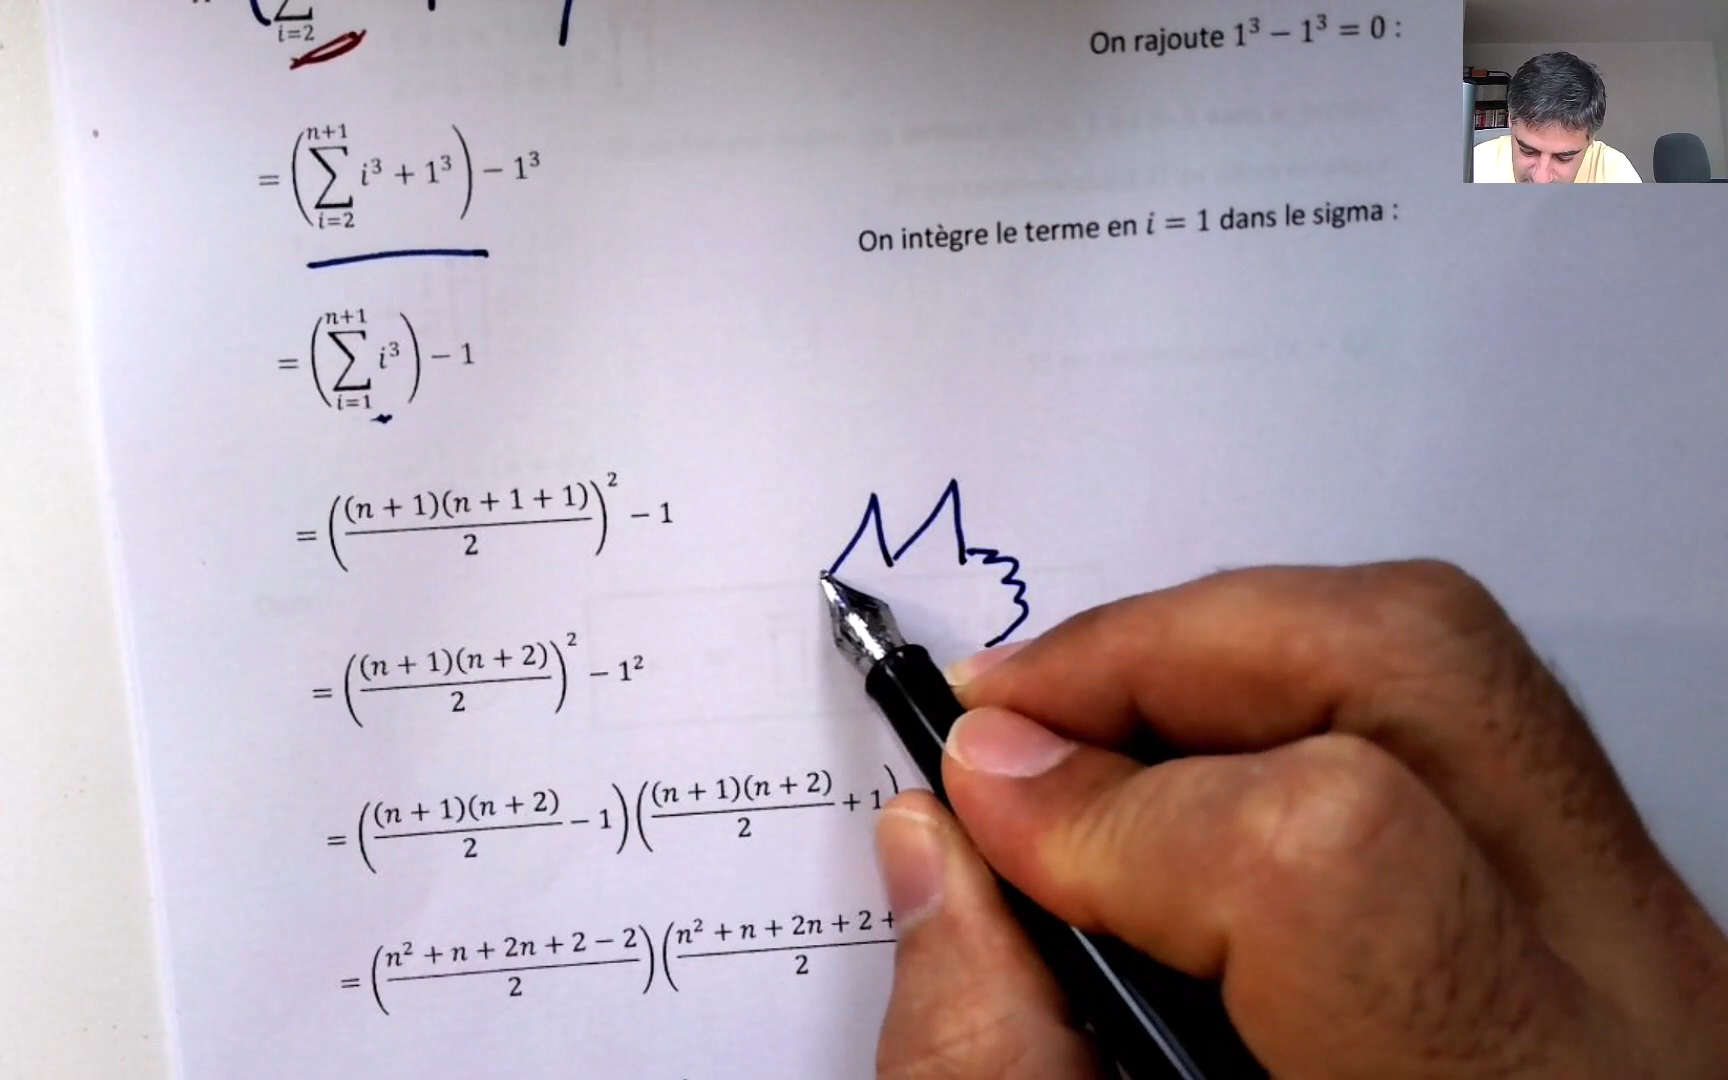 i=2
On rajoute 1³ − 1³ = 0 :
= (∑_{i=2}^{n+1} i³ + 1³) − 1³
On intègre le terme en i = 1 dans le sigma :
= (∑_{i=1}^{n+1} i³) − 1
= ((n + 1)(n + 1 + 1)/2)² − 1
= ((n + 1)(n + 2)/2)² − 1²
= ((n + 1)(n + 2)/2 − 1)((n + 1)(n + 2)/2 + 1)
= ((n² + n + 2n + 2 − 2)/2)((n² + n + 2n + 2 +/2